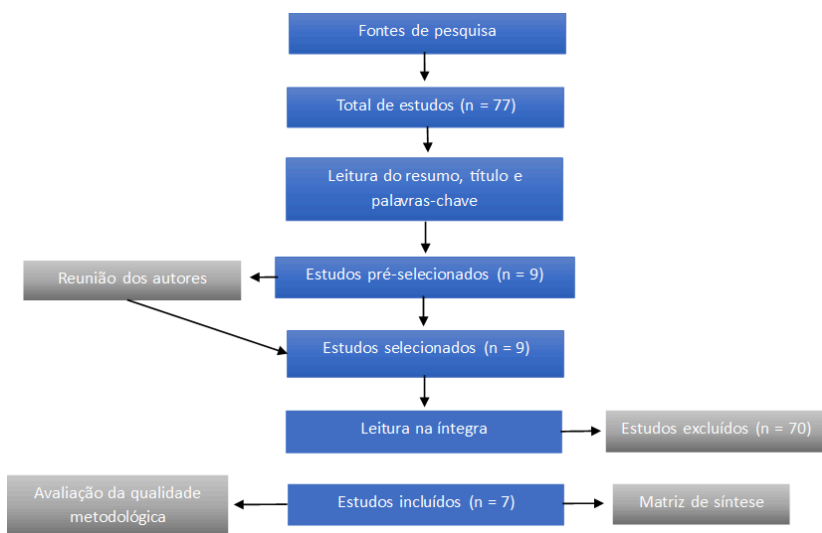 Fontes de pesquisa
Total de estudos (n = 77)
Leitura do resumo, título e
palavras-chave
Reunião dos autores
Estudos pré-selecionados (n = 9)
Estudos selecionados (n = 9)
Leitura na íntegra
Estudos excluídos (n = 70)
Avaliação da qualidade
metodológica
Estudos incluídos (n = 7)
Matriz de síntese